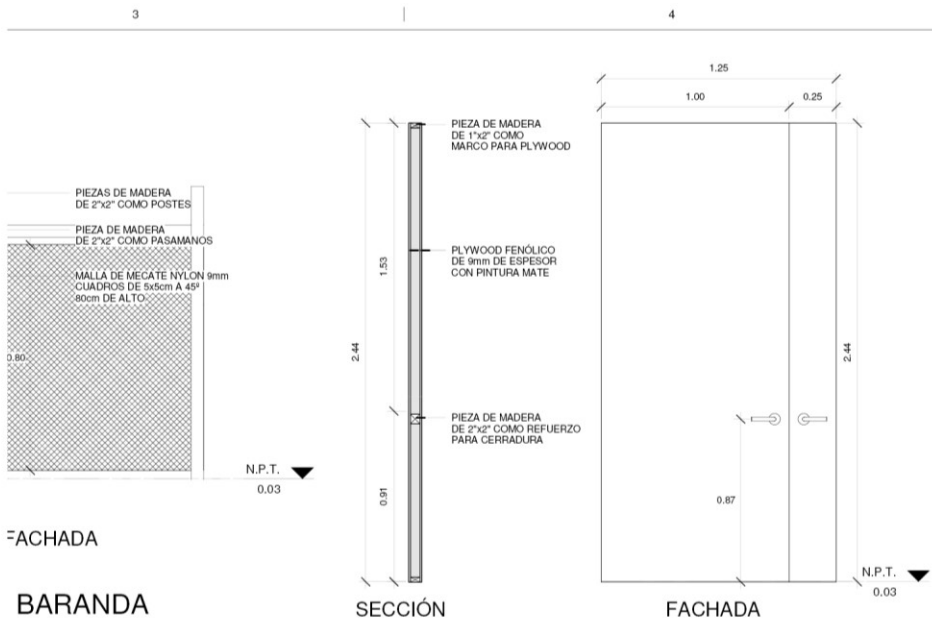 3
4
PIEZAS DE MADERA
DE 2"x2" COMO POSTES
PIEZA DE MADERA
DE 2"x2" COMO PASAMANOS
MALLA DE MECATE NYLON 9mm
CUADROS DE 5x5cm A 45º
80cm DE ALTO
0.80
N.P.T.
0.03
FACHADA
BARANDA
PIEZA DE MADERA
DE 1"x2" COMO
MARCO PARA PLYWOOD
PLYWOOD FENÓLICO
DE 9mm DE ESPESOR
CON PINTURA MATE
PIEZA DE MADERA
DE 2"x2" COMO REFUERZO
PARA CERRADURA
1.53
2.44
0.91
SECCIÓN
1.25
1.00
0.25
2.44
0.87
N.P.T.
0.03
FACHADA